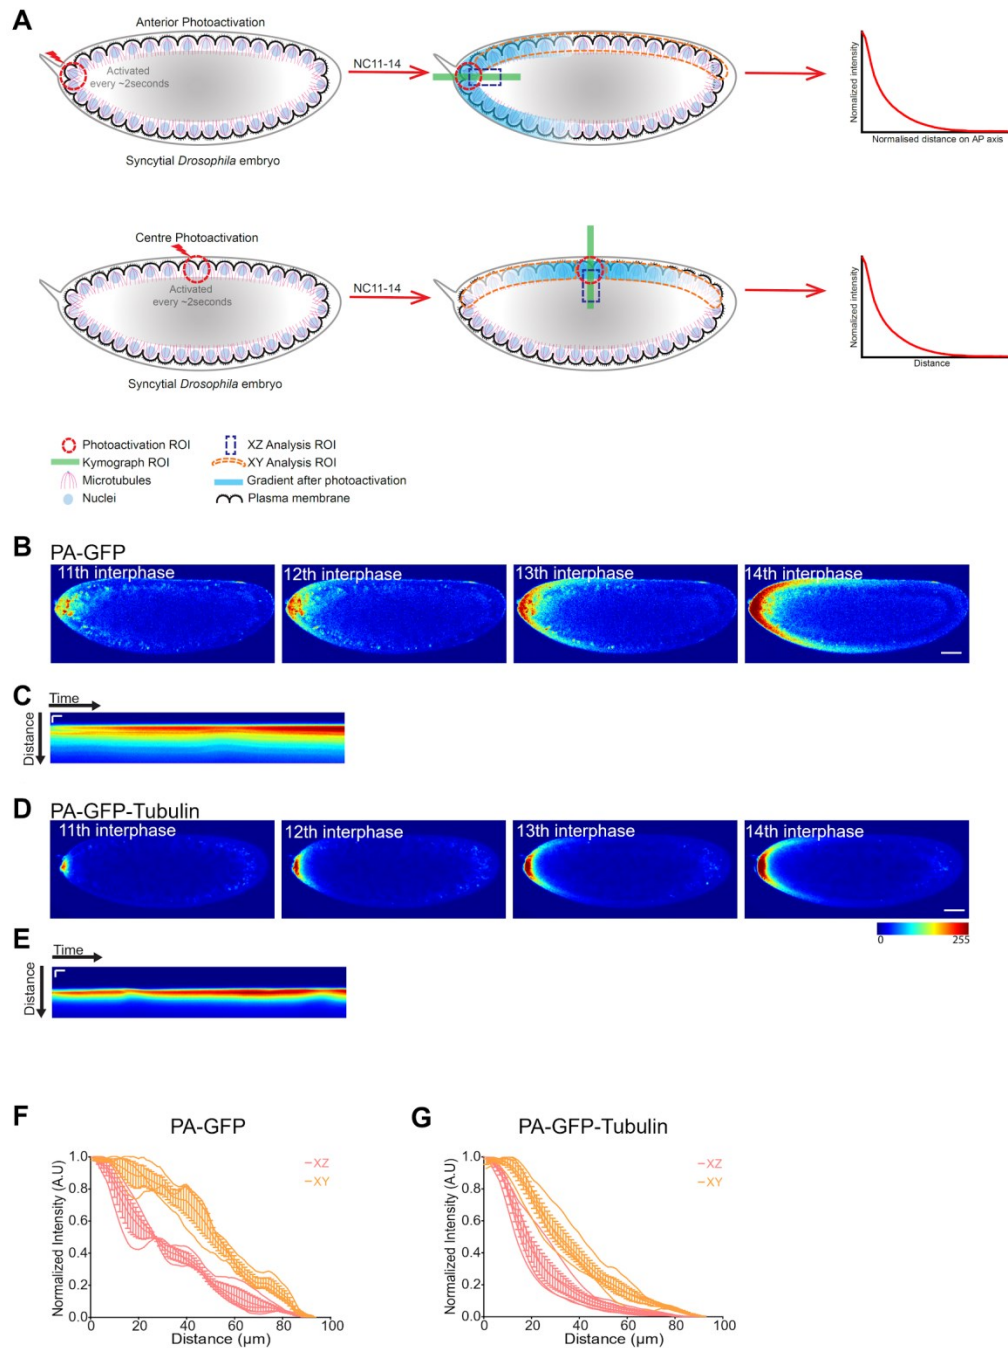 A
Anterior Photoactivation
Activated
every ~2seconds
Syncytial Drosophila embryo
NC11-14
Normalized intensity
Normalised distance on AP axis
Centre Photoactivation
Activated
every ~2seconds
Syncytial Drosophila embryo
NC11-14
Normalized intensity
Distance
Photoactivation ROI
XZ Analysis ROI
Kymograph ROI
XY Analysis ROI
Microtubules
Gradient after photoactivation
Nuclei
Plasma membrane
B PA-GFP
11th interphase
12th interphase
13th interphase
14th interphase
C
Time
Distance
D PA-GFP-Tubulin
11th interphase
12th interphase
13th interphase
14th interphase
0 255
E
Time
Distance
F PA-GFP
XZ
XY
Normalized Intensity (A.U)
1.0
0.8
0.6
0.4
0.2
0.0
0 20 40 60 80 100
Distance (µm)
G PA-GFP-Tubulin
XZ
XY
Normalized Intensity (A.U)
1.0
0.8
0.6
0.4
0.2
0.0
0 20 40 60 80 100
Distance (µm)